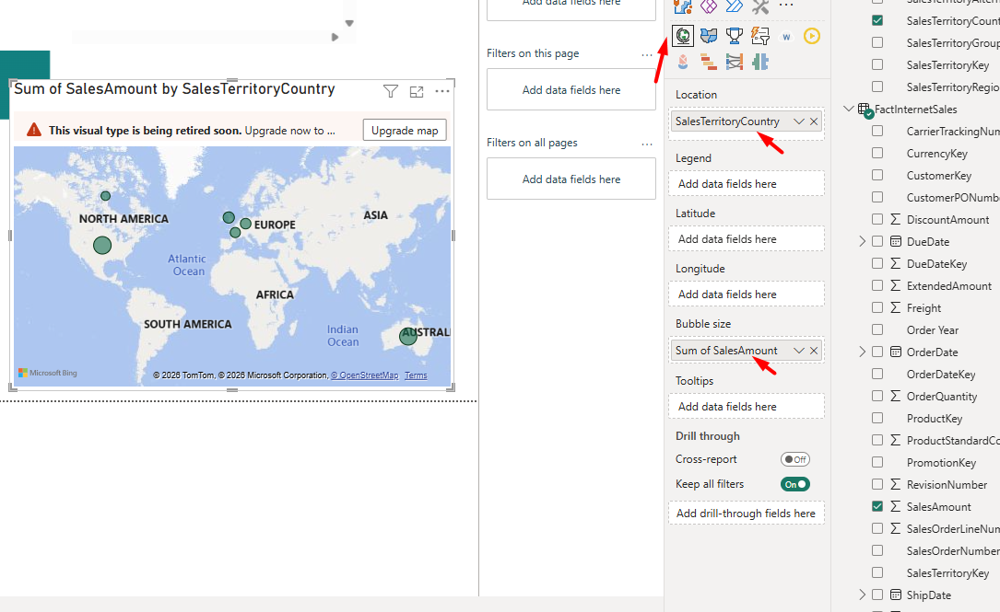 Sum of SalesAmount by SalesTerritoryCountry
This visual type is being retired soon. Upgrade now to ...
Upgrade map
NORTH AMERICA
EUROPE
ASIA
Atlantic
Ocean
AFRICA
SOUTH AMERICA
Indian
Ocean
AUSTRAL
Microsoft Bing
© 2026 TomTom, © 2026 Microsoft Corporation, © OpenStreetMap Terms
Add data fields here
Filters on this page
...
Add data fields here
Filters on all pages
...
Add data fields here
...
W
Location
SalesTerritoryCountry
Legend
Add data fields here
Latitude
Add data fields here
Longitude
Add data fields here
Bubble size
Sum of SalesAmount
Tooltips
Add data fields here
Drill through
Cross-report
Off
Keep all filters
On
Add drill-through fields here
SalesTerritoryAltern
SalesTerritoryCount
SalesTerritoryGroup
SalesTerritoryKey
SalesTerritoryRegio
FactInternetSales
CarrierTrackingNum
CurrencyKey
CustomerKey
CustomerPONumbe
DiscountAmount
DueDate
DueDateKey
ExtendedAmount
Freight
Order Year
OrderDate
OrderDateKey
OrderQuantity
ProductKey
ProductStandardCo
PromotionKey
RevisionNumber
SalesAmount
SalesOrderLineNum
SalesOrderNumber
SalesTerritoryKey
ShipDate